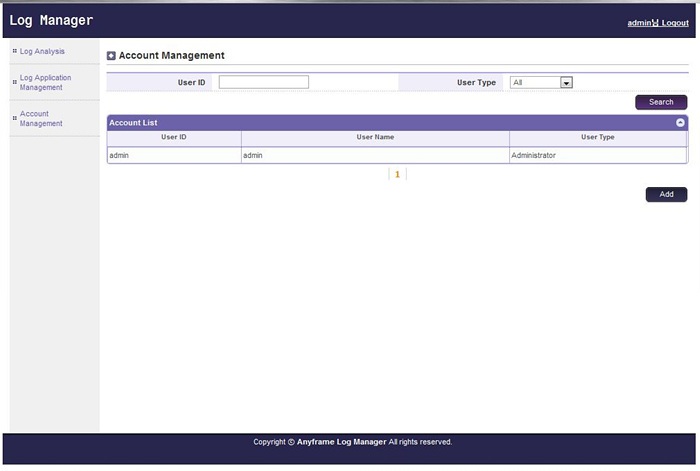 Log Manager
admin님 Logout
Log Analysis
Log Application
Management
Account
Management
Account Management
User ID
User Type
All
Search
Account List
User ID User Name User Type
admin admin Administrator
1
Add
Copyright © Anyframe Log Manager All rights reserved.